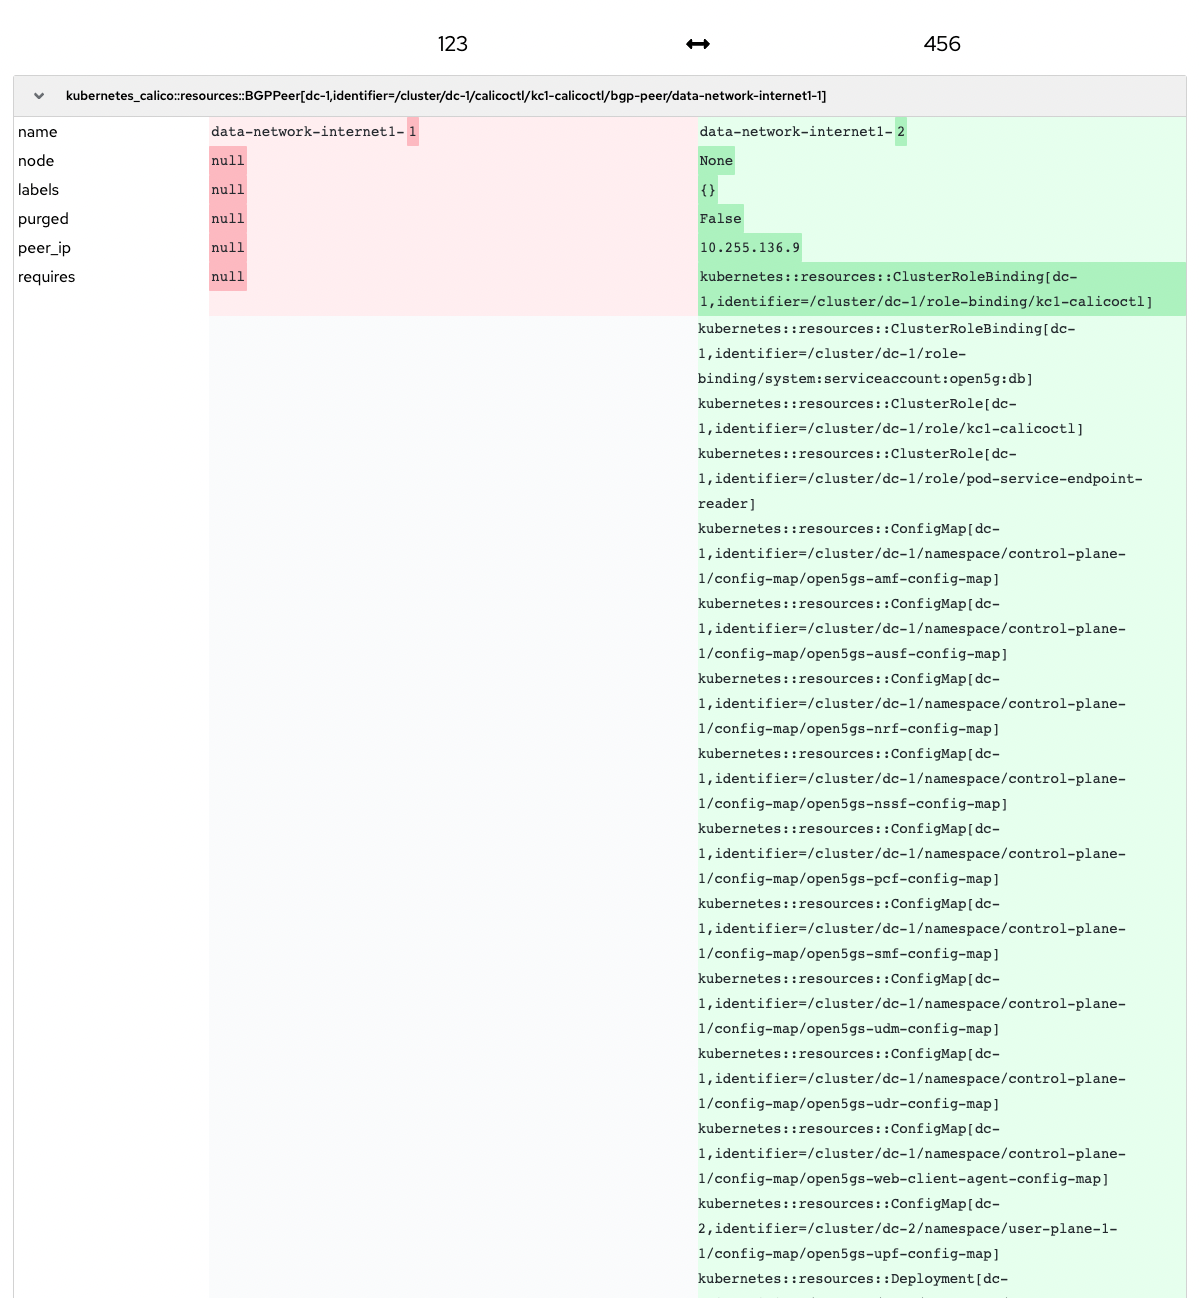 123 ↔ 456
kubernetes_calico::resources::BGPPeer[dc-1,identifier=/cluster/dc-1/calicoctl/kc1-calicoctl/bgp-peer/data-network-internet1-1]
name data-network-internet1-1 data-network-internet1-2
node null None
labels null {}
purged null False
peer_ip null 10.255.136.9
requires null kubernetes::resources::ClusterRoleBinding[dc-
1,identifier=/cluster/dc-1/role-binding/kc1-calicoctl]
kubernetes::resources::ClusterRoleBinding[dc-
1,identifier=/cluster/dc-1/role-
binding/system:serviceaccount:open5g:db]
kubernetes::resources::ClusterRole[dc-
1,identifier=/cluster/dc-1/role/kc1-calicoctl]
kubernetes::resources::ClusterRole[dc-
1,identifier=/cluster/dc-1/role/pod-service-endpoint-
reader]
kubernetes::resources::ConfigMap[dc-
1,identifier=/cluster/dc-1/namespace/control-plane-
1/config-map/open5gs-amf-config-map]
kubernetes::resources::ConfigMap[dc-
1,identifier=/cluster/dc-1/namespace/control-plane-
1/config-map/open5gs-ausf-config-map]
kubernetes::resources::ConfigMap[dc-
1,identifier=/cluster/dc-1/namespace/control-plane-
1/config-map/open5gs-nrf-config-map]
kubernetes::resources::ConfigMap[dc-
1,identifier=/cluster/dc-1/namespace/control-plane-
1/config-map/open5gs-nssf-config-map]
kubernetes::resources::ConfigMap[dc-
1,identifier=/cluster/dc-1/namespace/control-plane-
1/config-map/open5gs-pcf-config-map]
kubernetes::resources::ConfigMap[dc-
1,identifier=/cluster/dc-1/namespace/control-plane-
1/config-map/open5gs-smf-config-map]
kubernetes::resources::ConfigMap[dc-
1,identifier=/cluster/dc-1/namespace/control-plane-
1/config-map/open5gs-udm-config-map]
kubernetes::resources::ConfigMap[dc-
1,identifier=/cluster/dc-1/namespace/control-plane-
1/config-map/open5gs-udr-config-map]
kubernetes::resources::ConfigMap[dc-
1,identifier=/cluster/dc-1/namespace/control-plane-
1/config-map/open5gs-web-client-agent-config-map]
kubernetes::resources::ConfigMap[dc-
2,identifier=/cluster/dc-2/namespace/user-plane-1-
1/config-map/open5gs-upf-config-map]
kubernetes::resources::Deployment[dc-